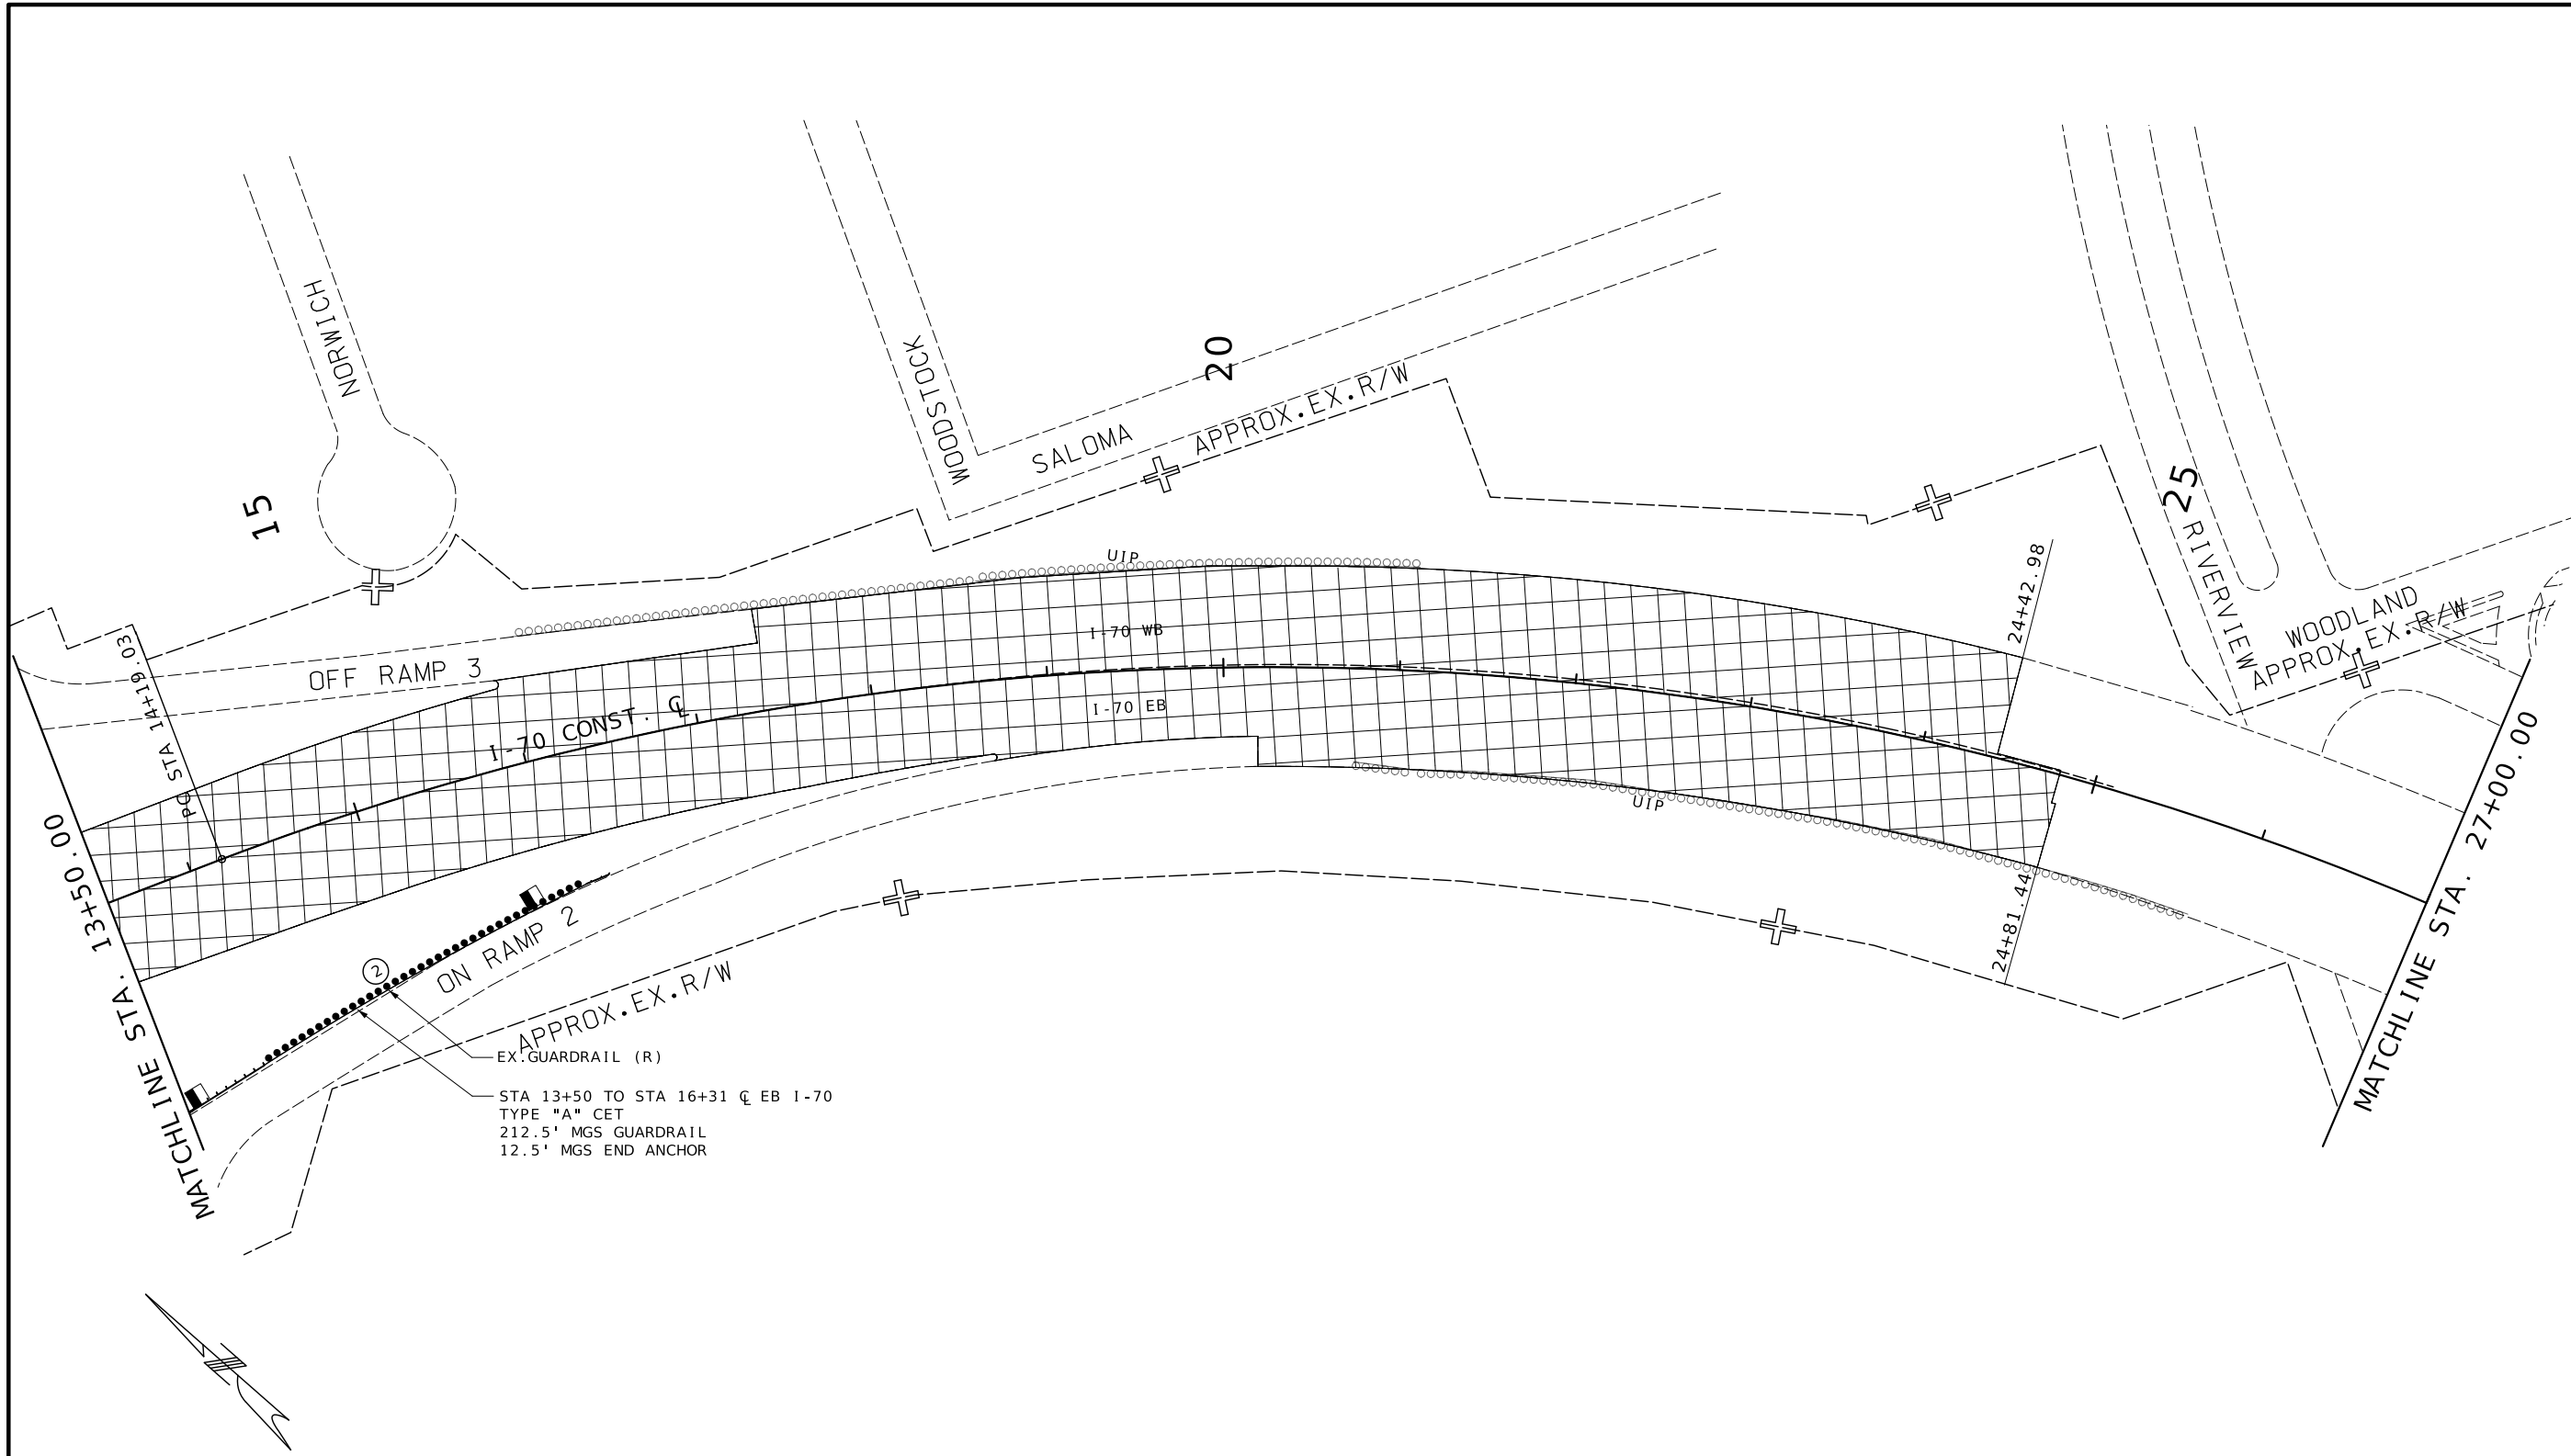 NORWICH
WOODSTOCK
20
SALOMA
APPROX.EX.R/W
15
25
RIVERVIEW
WOODLAND
APPROX.EX.R/W
UIP
24+42.98
PC STA 14+19.03
OFF RAMP 3
I-70 WB
I-70 CONST. ℄
I-70 EB
UIP
MATCHLINE STA. 13+50.00
MATCHLINE STA. 27+00.00
24+81.44
2
ON RAMP 2
APPROX.EX.R/W
EX.GUARDRAIL (R)
STA 13+50 TO STA 16+31 ℄ EB I-70
TYPE "A" CET
212.5' MGS GUARDRAIL
12.5' MGS END ANCHOR